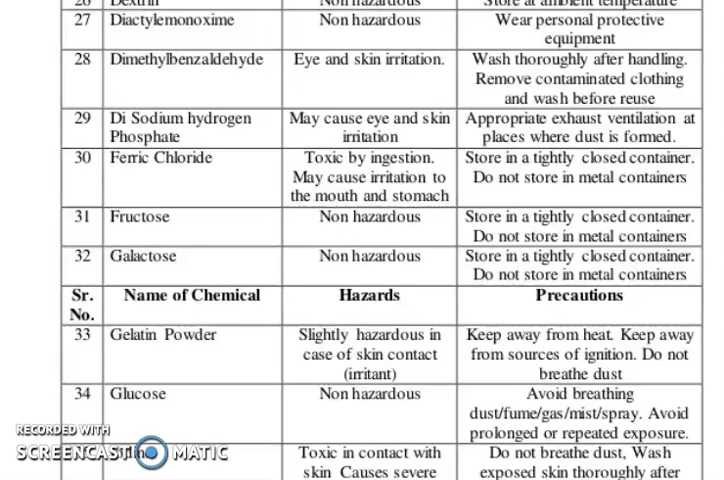 26 Dextrin Non hazardous Store at ambient temperature
27 Diactylemonoxime Non hazardous Wear personal protective
equipment
28 Dimethylbenzaldehyde Eye and skin irritation. Wash thoroughly after handling.
Remove contaminated clothing
and wash before reuse
29 Di Sodium hydrogen May cause eye and skin Appropriate exhaust ventilation at
Phosphate irritation places where dust is formed.
30 Ferric Chloride Toxic by ingestion. Store in a tightly closed container.
May cause irritation to Do not store in metal containers
the mouth and stomach
31 Fructose Non hazardous Store in a tightly closed container.
Do not store in metal containers
32 Galactose Non hazardous Store in a tightly closed container.
Do not store in metal containers
Sr. Name of Chemical Hazards Precautions
No.
33 Gelatin Powder Slightly hazardous in Keep away from heat. Keep away
case of skin contact from sources of ignition. Do not
(irritant) breathe dust
34 Glucose Non hazardous Avoid breathing
dust/fume/gas/mist/spray. Avoid
prolonged or repeated exposure.
RECORDED WITH
SCREENCAST MATIC
Toxic in contact with Do not breathe dust, Wash
skin Causes severe exposed skin thoroughly after